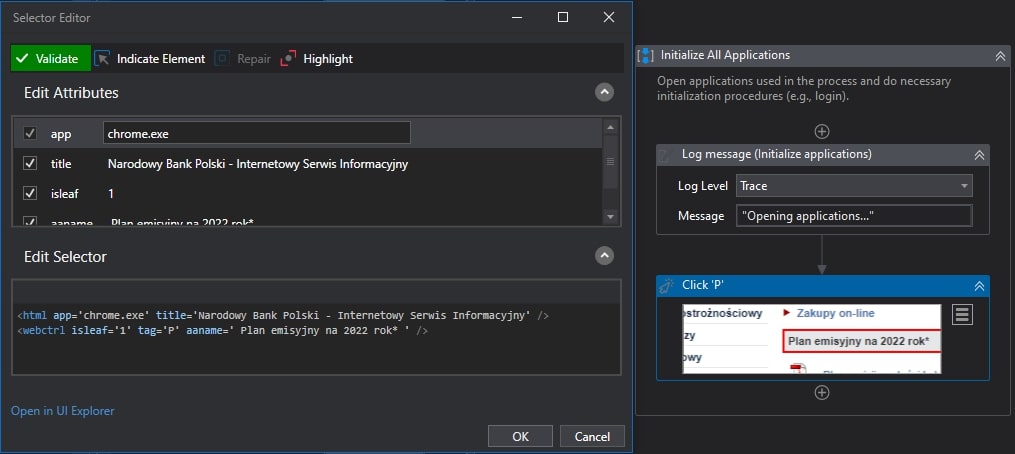 Selector Editor
Validate
Indicate Element
Repair
Highlight
Edit Attributes
app chrome.exe
title Narodowy Bank Polski - Internetowy Serwis Informacyjny
isleaf 1
aaname Plan emisyjny na 2022 rok*
Edit Selector
<html app='chrome.exe' title='Narodowy Bank Polski - Internetowy Serwis Informacyjny' />
<webctrl isleaf='1' tag='P' aaname=' Plan emisyjny na 2022 rok* ' />
Open in UI Explorer
OK
Cancel
Initialize All Applications
Open applications used in the process and do necessary
initialization procedures (e.g., login).
Log message (Initialize applications)
Log Level Trace
Message "Opening applications..."
Click 'P'
ostrożnościowy
Zakupy on-line
zy
Plan emisyjny na 2022 rok*
owy